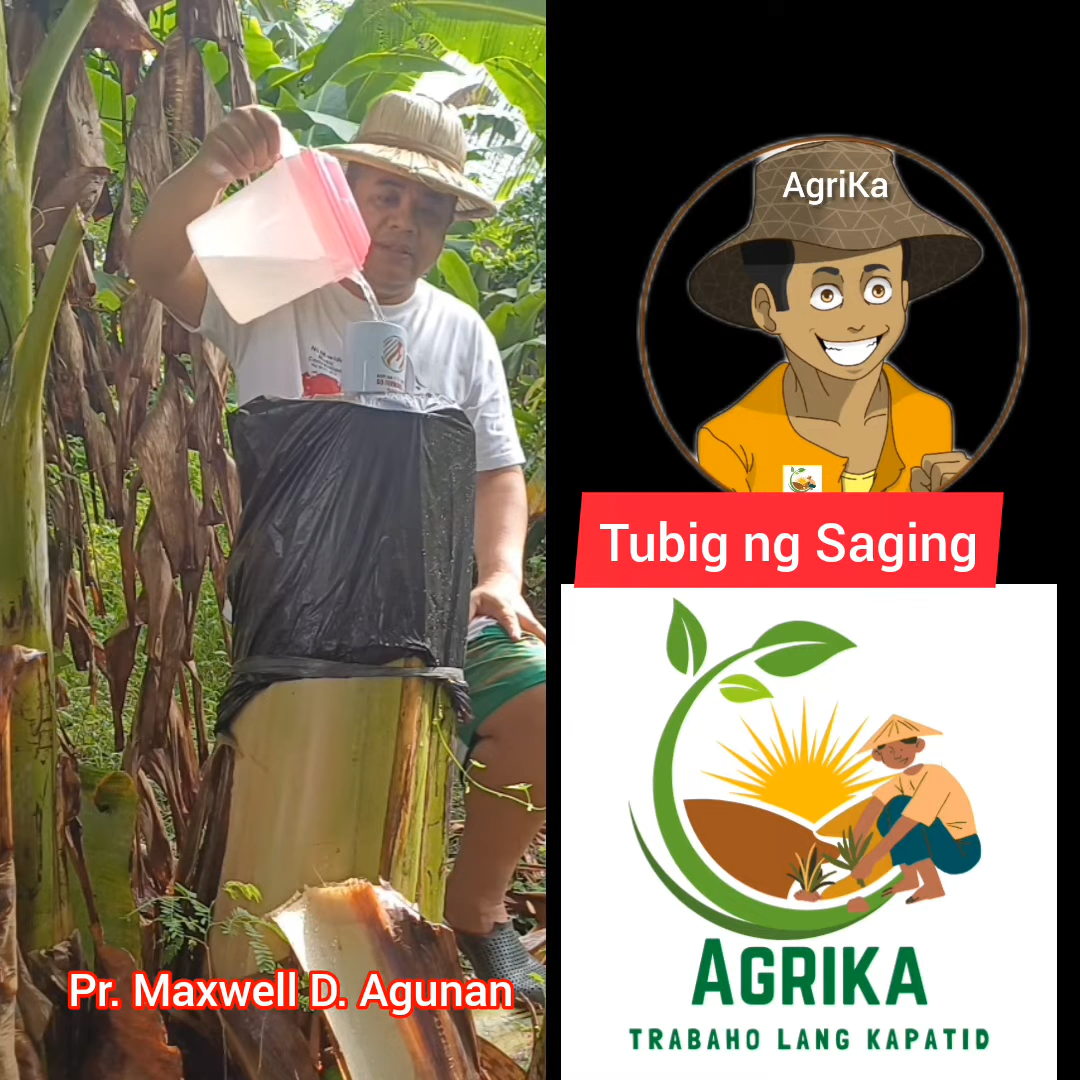 AgriKa
Tubig ng Saging
Pr. Maxwell D. Agunan
AGRIKA
TRABAHO LANG KAPATID